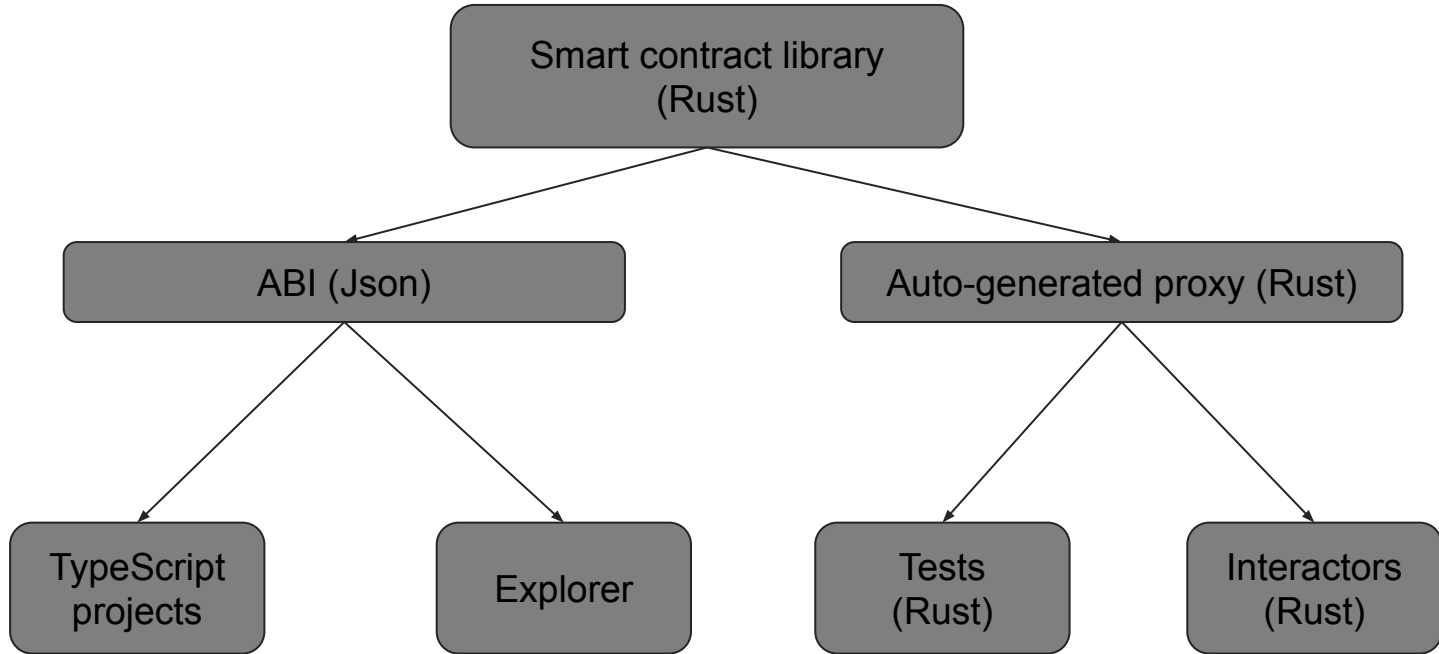 Smart contract library
(Rust)
ABI (Json)
Auto-generated proxy (Rust)
TypeScript
projects
Explorer
Tests
(Rust)
Interactors
(Rust)